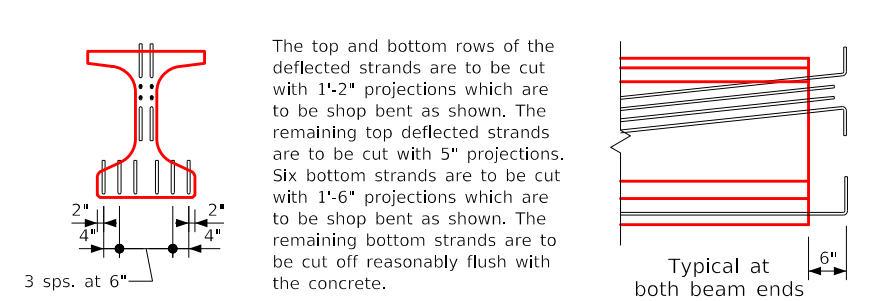 The top and bottom rows of the
deflected strands are to be cut
with 1'-2" projections which are
to be shop bent as shown. The
remaining top deflected strands
are to be cut with 5" projections.
Six bottom strands are to be cut
with 1'-6" projections which are
to be shop bent as shown. The
remaining bottom strands are to
be cut off reasonably flush with
the concrete.
2" 2"
4" 4"
3 sps. at 6"
6"
Typical at
both beam ends